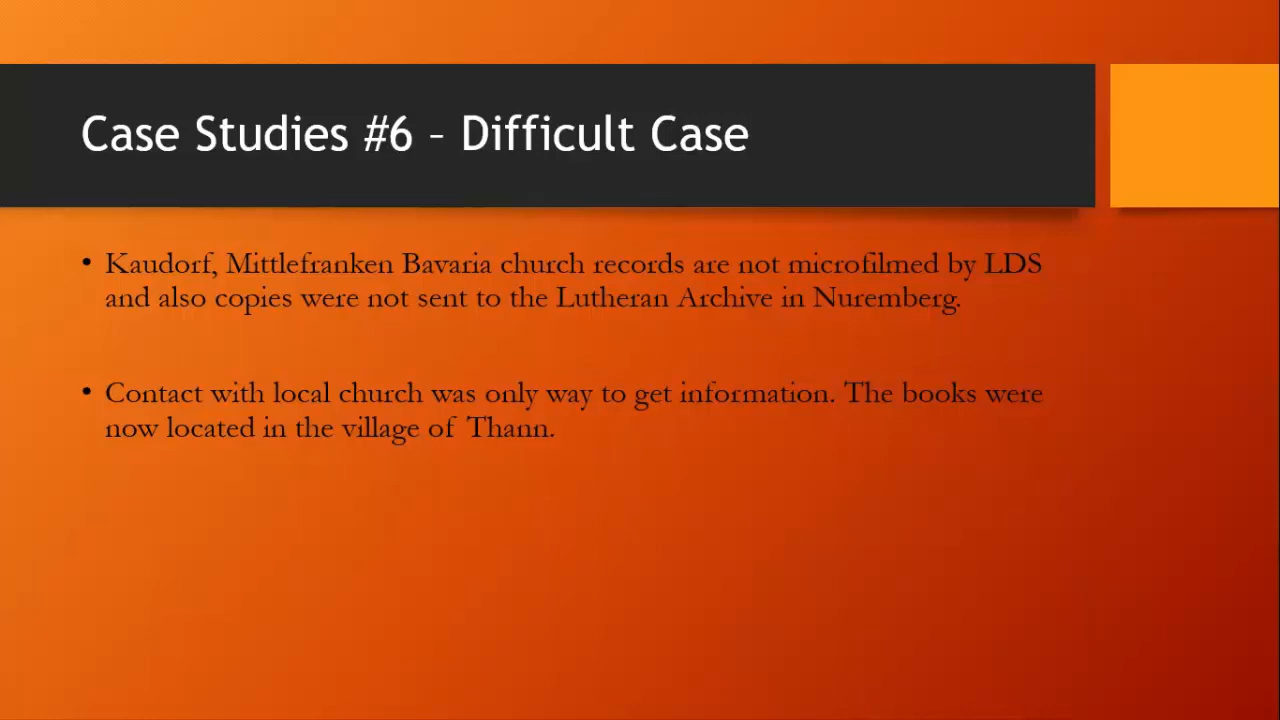 Case Studies #6 – Difficult Case
• Kaudorf, Mittlefranken Bavaria church records are not microfilmed by LDS
and also copies were not sent to the Lutheran Archive in Nuremberg.
• Contact with local church was only way to get information. The books were
now located in the village of Thann.